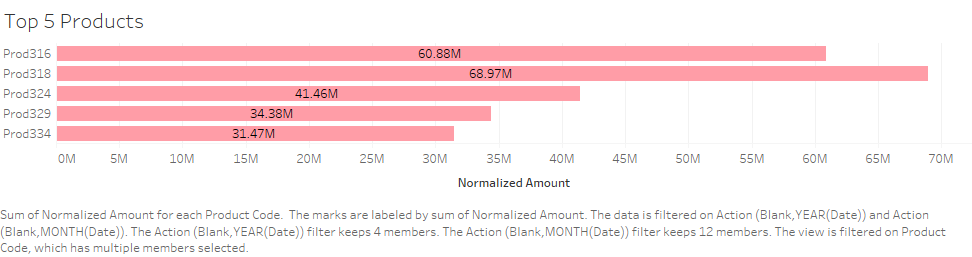 Top 5 Products
Prod316 60.88M
Prod318 68.97M
Prod324 41.46M
Prod329 34.38M
Prod334 31.47M
0M 5M 10M 15M 20M 25M 30M 35M 40M 45M 50M 55M 60M 65M 70M
Normalized Amount
Sum of Normalized Amount for each Product Code.  The marks are labeled by sum of Normalized Amount. The data is filtered on Action (Blank,YEAR(Date)) and Action
(Blank,MONTH(Date)). The Action (Blank,YEAR(Date)) filter keeps 4 members. The Action (Blank,MONTH(Date)) filter keeps 12 members. The view is filtered on Product
Code, which has multiple members selected.